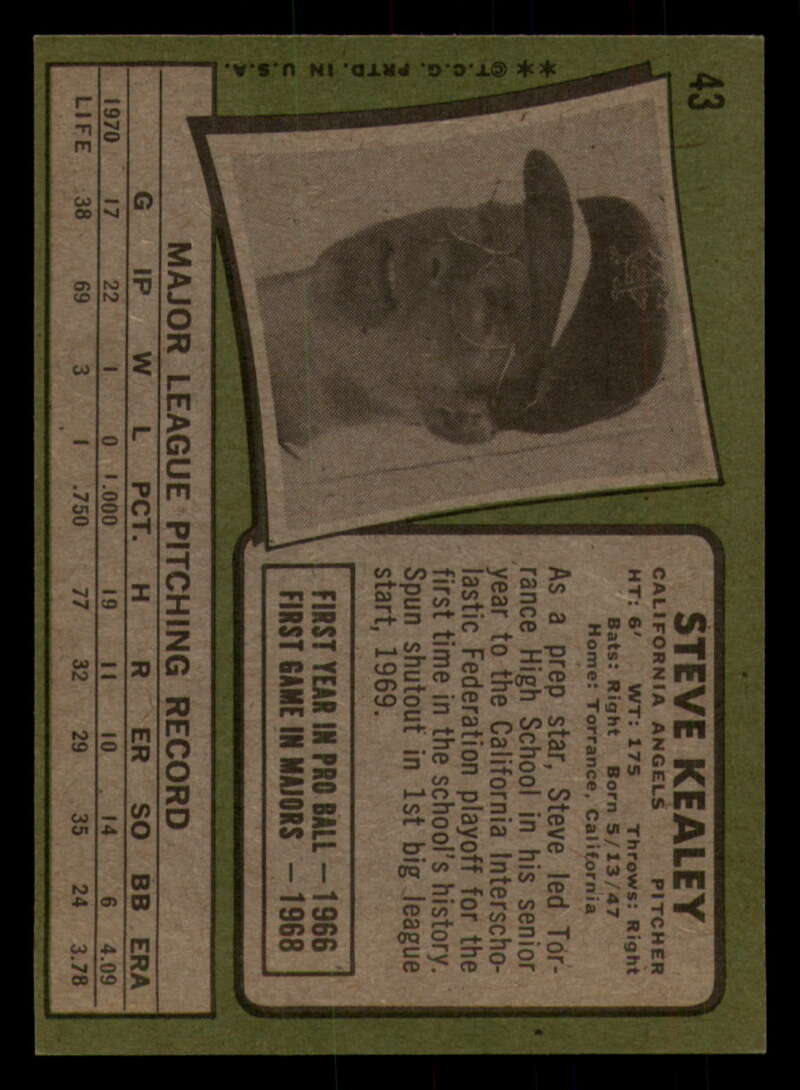 43
**©T.C.G. PRTD. IN U.S.A.
STEVE KEALEY
CALIFORNIA ANGELS PITCHER
HT: 6' WT: 175 Throws: Right
Bats: Right Born 5/13/47
Home: Torrance, California
As a prep star, Steve led Tor-
rance High School in his senior
year to the California Interscho-
lastic Federation playoff for the
first time in the school's history.
Spun shutout in 1st big league
start, 1969.
FIRST YEAR IN PRO BALL — 1966
FIRST GAME IN MAJORS — 1968
MAJOR LEAGUE PITCHING RECORD
G IP W L PCT. H R ER SO BB ERA
1970 17 22 1 0 1.000 19 11 10 14 6 4.09
LIFE 38 69 3 1 .750 77 32 29 35 24 3.78